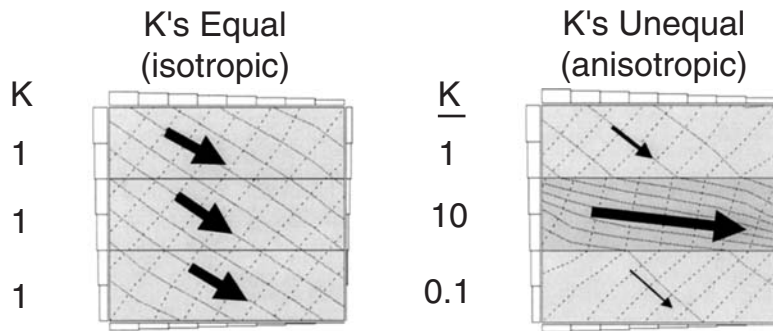 K's Equal
(isotropic)
K
1
1
1
K's Unequal
(anisotropic)
K
1
10
0.1